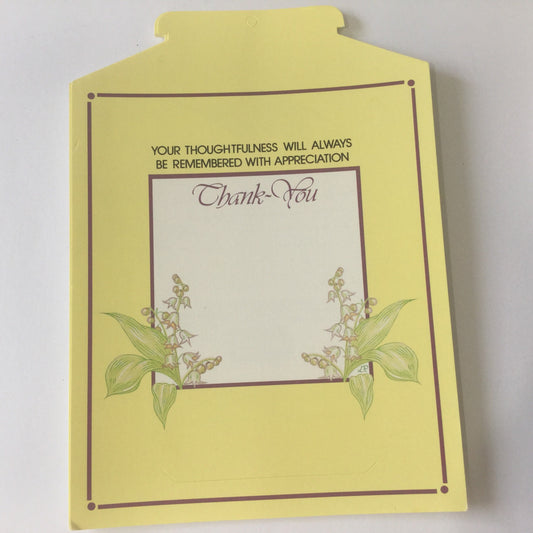 YOUR THOUGHTFULNESS WILL ALWAYS
BE REMEMBERED WITH APPRECIATION
Thank-You